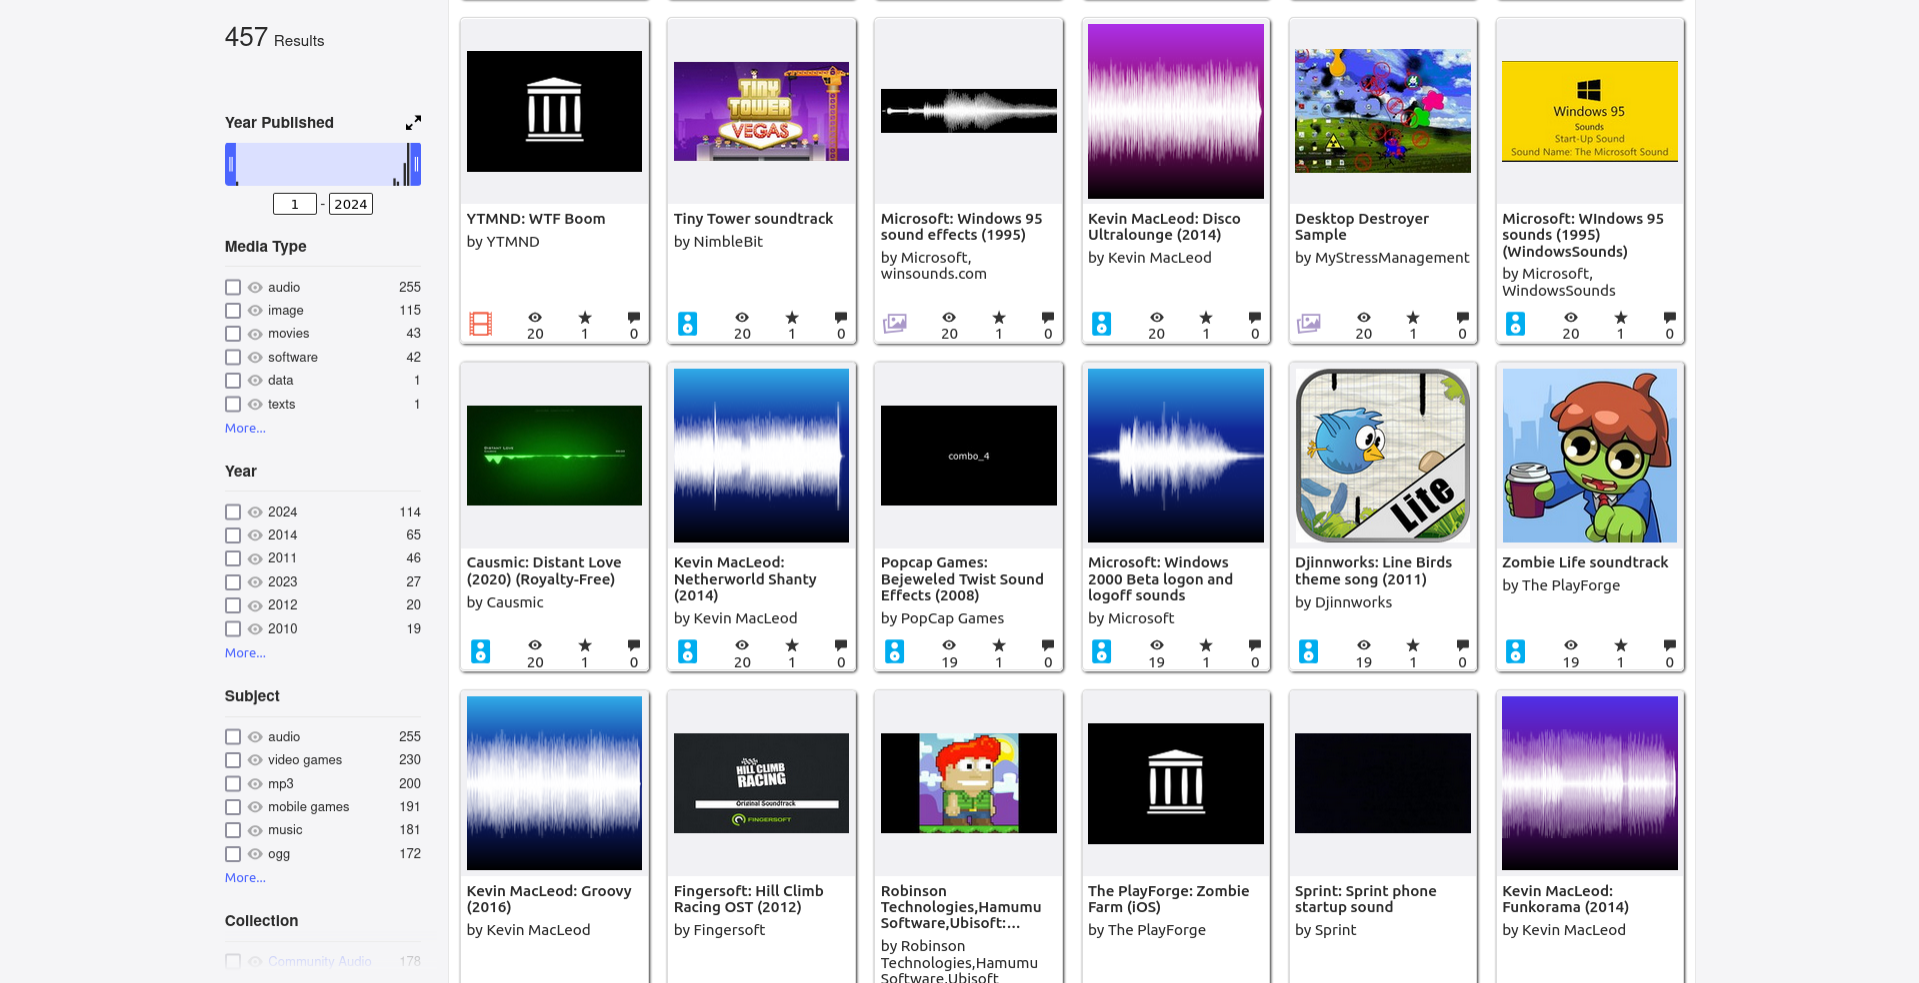 457 Results
Year Published
1 - 2024
Media Type
audio 255
image 115
movies 43
software 42
data 1
texts 1
More...
Year
2024 114
2014 65
2011 46
2023 27
2012 20
2010 19
More...
Subject
audio 255
video games 230
mp3 200
mobile games 191
music 181
ogg 172
More...
Collection
Community Audio 178
YTMND: WTF Boom
by YTMND
20 1 0
TINY
TOWER
VEGAS
Tiny Tower soundtrack
by NimbleBit
20 1 0
Microsoft: Windows 95
sound effects (1995)
by Microsoft,
winsounds.com
20 1 0
Kevin MacLeod: Disco
Ultralounge (2014)
by Kevin MacLeod
20 1 0
Desktop Destroyer
Sample
by MyStressManagement
20 1 0
Windows 95
Sounds
Start-Up Sound
Sound Name: The Microsoft Sound
Microsoft: WIndows 95
sounds (1995)
(WindowsSounds)
by Microsoft,
WindowsSounds
20 1 0
Causmic: Distant Love
(2020) (Royalty-Free)
by Causmic
20 1 0
Kevin MacLeod:
Netherworld Shanty
(2014)
by Kevin MacLeod
20 1 0
combo_4
Popcap Games:
Bejeweled Twist Sound
Effects (2008)
by PopCap Games
19 1 0
Microsoft: Windows
2000 Beta logon and
logoff sounds
by Microsoft
19 1 0
Lite
Djinnworks: Line Birds
theme song (2011)
by Djinnworks
19 1 0
Zombie Life soundtrack
by The PlayForge
19 1 0
Kevin MacLeod: Groovy
(2016)
by Kevin MacLeod
HILL CLIMB
RACING
Original Soundtrack
FINGERSOFT
Fingersoft: Hill Climb
Racing OST (2012)
by Fingersoft
Robinson
Technologies,Hamumu
Software,Ubisoft:...
by Robinson
Technologies,Hamumu
Software,Ubisoft
The PlayForge: Zombie
Farm (iOS)
by The PlayForge
Sprint: Sprint phone
startup sound
by Sprint
Kevin MacLeod:
Funkorama (2014)
by Kevin MacLeod